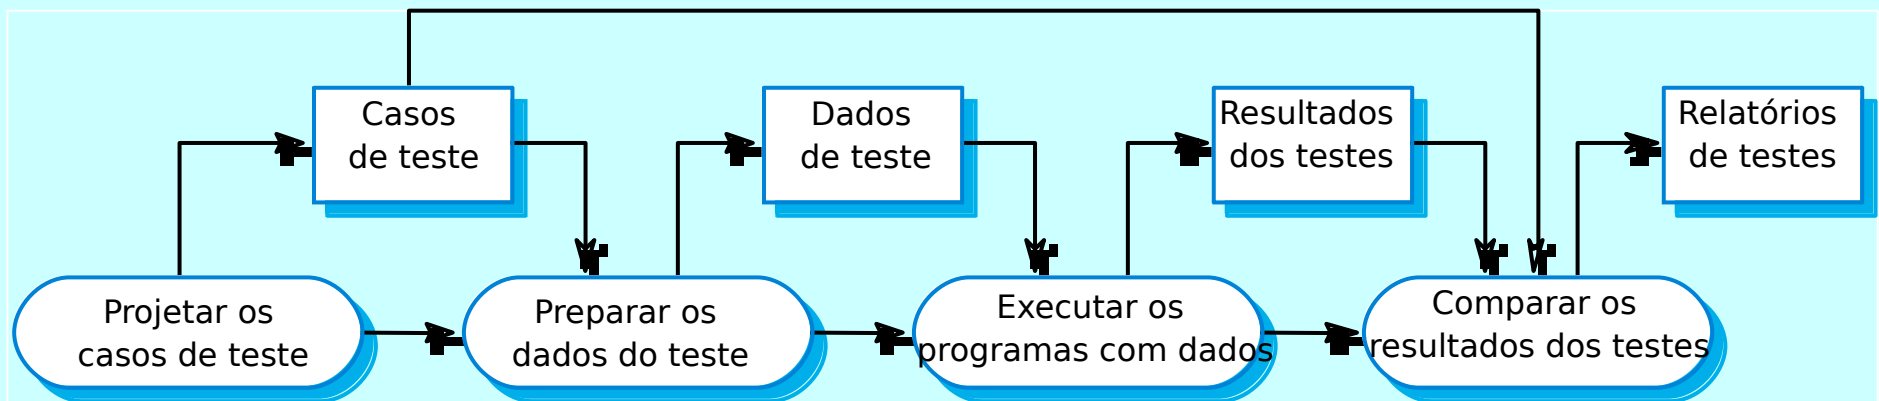 Casos
de teste
Dados
de teste
Resultados
dos testes
Relatórios
de testes
Projetar os
casos de teste
Preparar os
dados do teste
Executar os
programas com dados
Comparar os
resultados dos testes